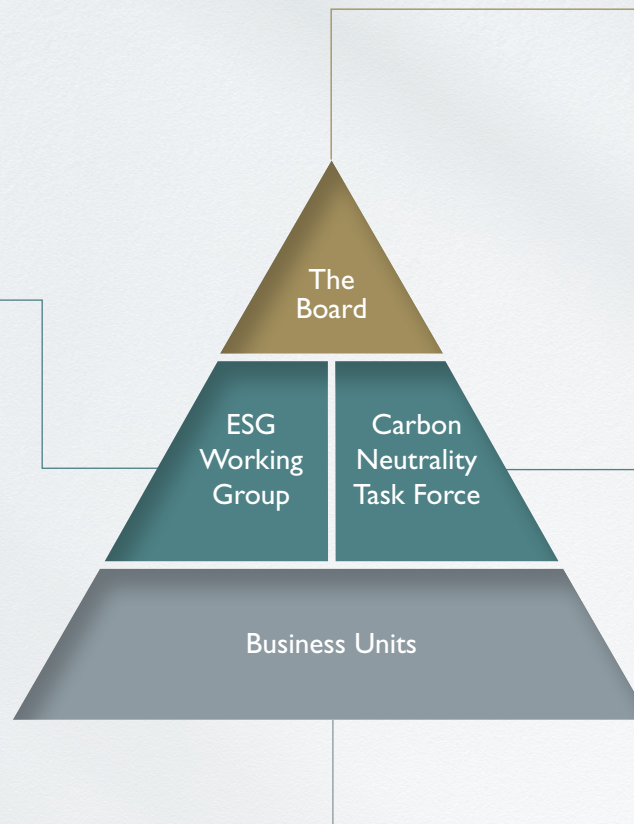 The
Board
ESG
Working
Group
Carbon
Neutrality
Task Force
Business Units